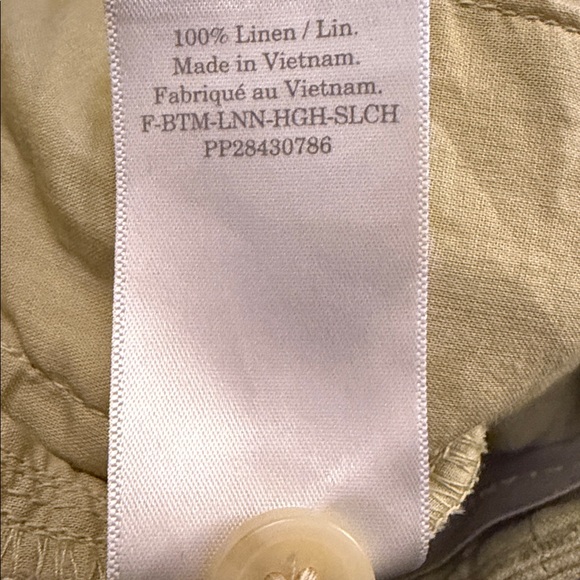 100% Linen / Lin.
Made in Vietnam.
Fabriqué au Vietnam.
F-BTM-LNN-HGH-SLCH
PP28430786